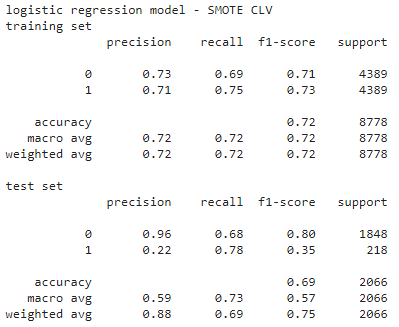 logistic regression model - SMOTE CLV
training set
precision recall f1-score support
0 0.73 0.69 0.71 4389
1 0.71 0.75 0.73 4389
accuracy 0.72 8778
macro avg 0.72 0.72 0.72 8778
weighted avg 0.72 0.72 0.72 8778
test set
precision recall f1-score support
0 0.96 0.68 0.80 1848
1 0.22 0.78 0.35 218
accuracy 0.69 2066
macro avg 0.59 0.73 0.57 2066
weighted avg 0.88 0.69 0.75 2066